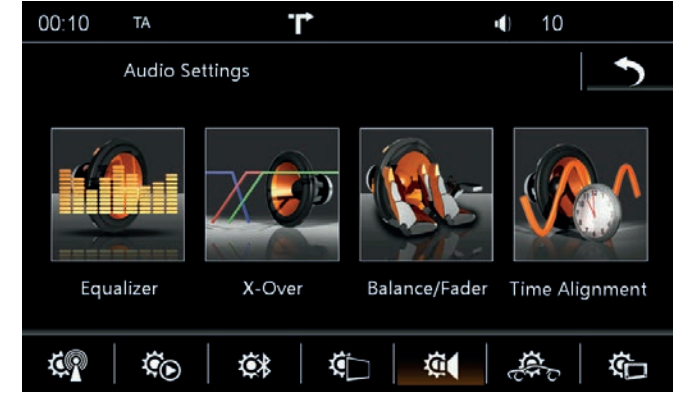 00:10 TA 10
Audio Settings
Equalizer X-Over Balance/Fader Time Alignment